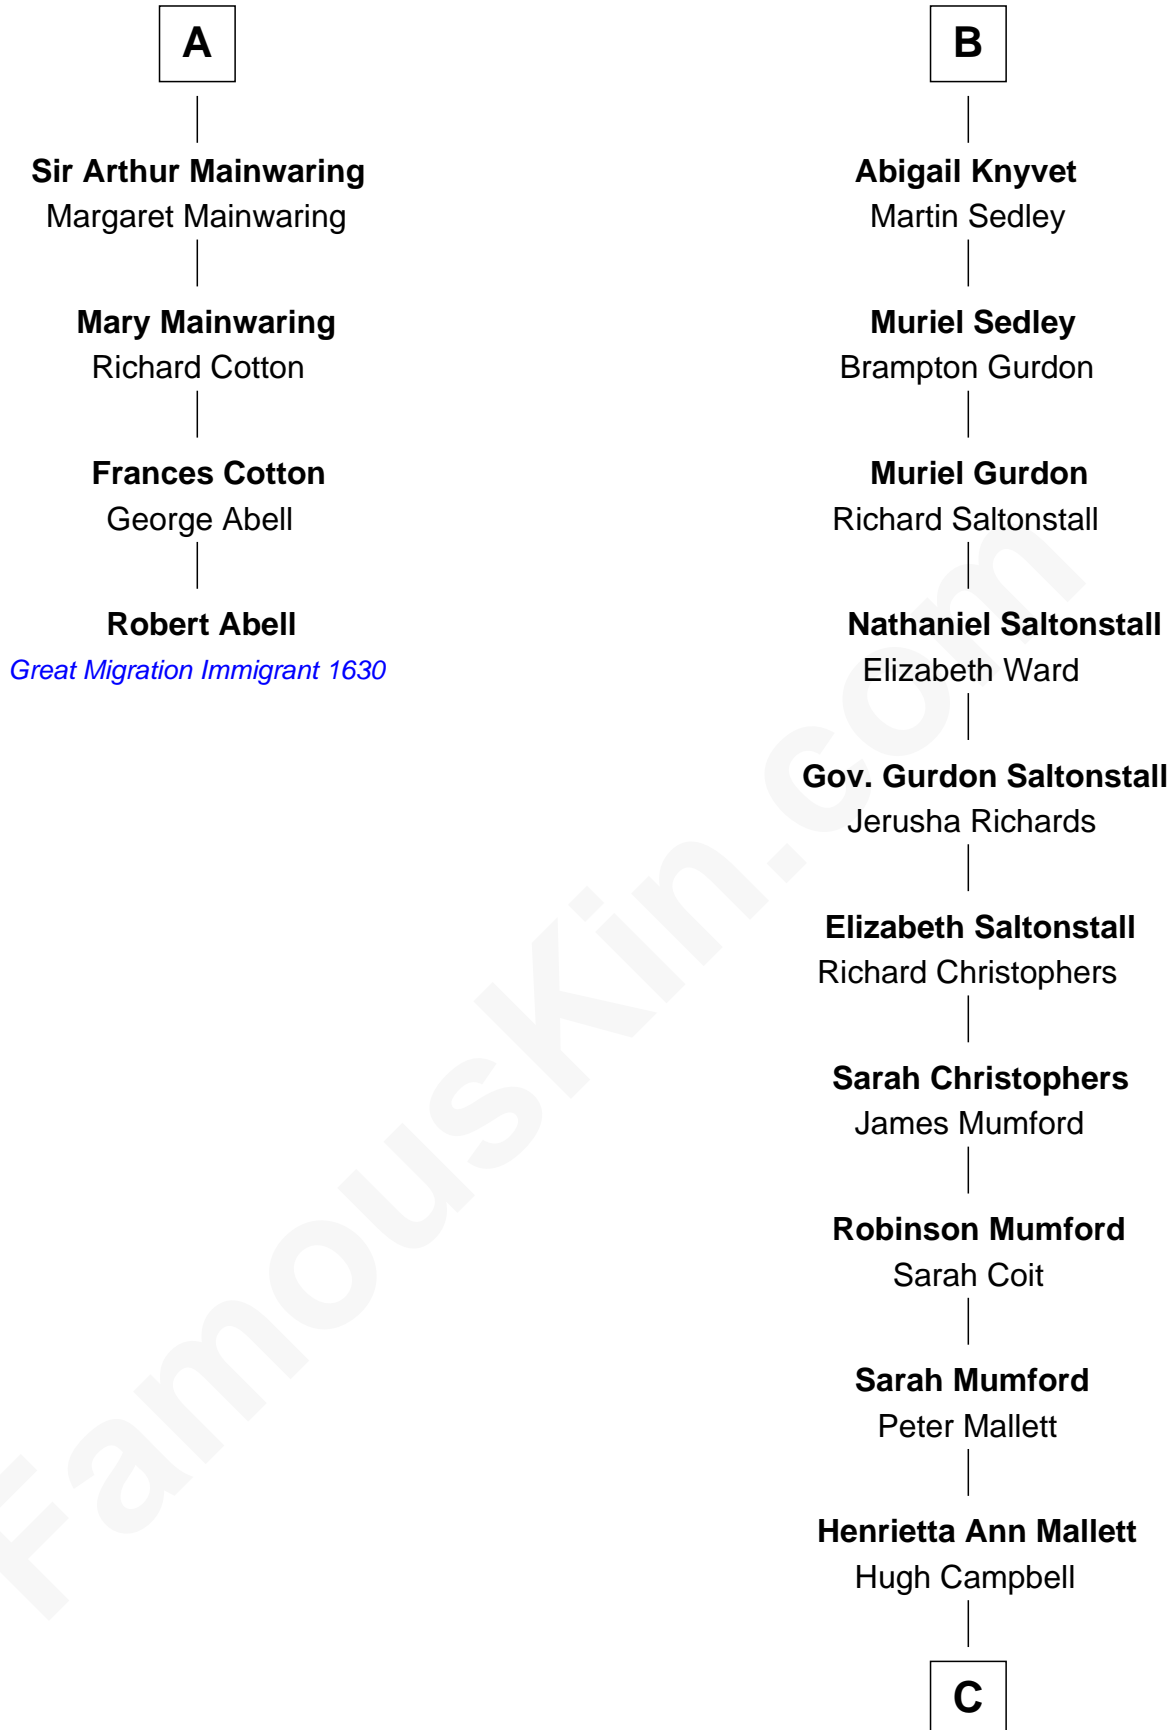 A
Sir Arthur Mainwaring
Margaret Mainwaring
Mary Mainwaring
Richard Cotton
Frances Cotton
George Abell
Robert Abell
Great Migration Immigrant 1630
B
Abigail Knyvet
Martin Sedley
Muriel Sedley
Brampton Gurdon
Muriel Gurdon
Richard Saltonstall
Nathaniel Saltonstall
Elizabeth Ward
Gov. Gurdon Saltonstall
Jerusha Richards
Elizabeth Saltonstall
Richard Christophers
Sarah Christophers
James Mumford
Robinson Mumford
Sarah Coit
Sarah Mumford
Peter Mallett
Henrietta Ann Mallett
Hugh Campbell
C
FamousKin.com